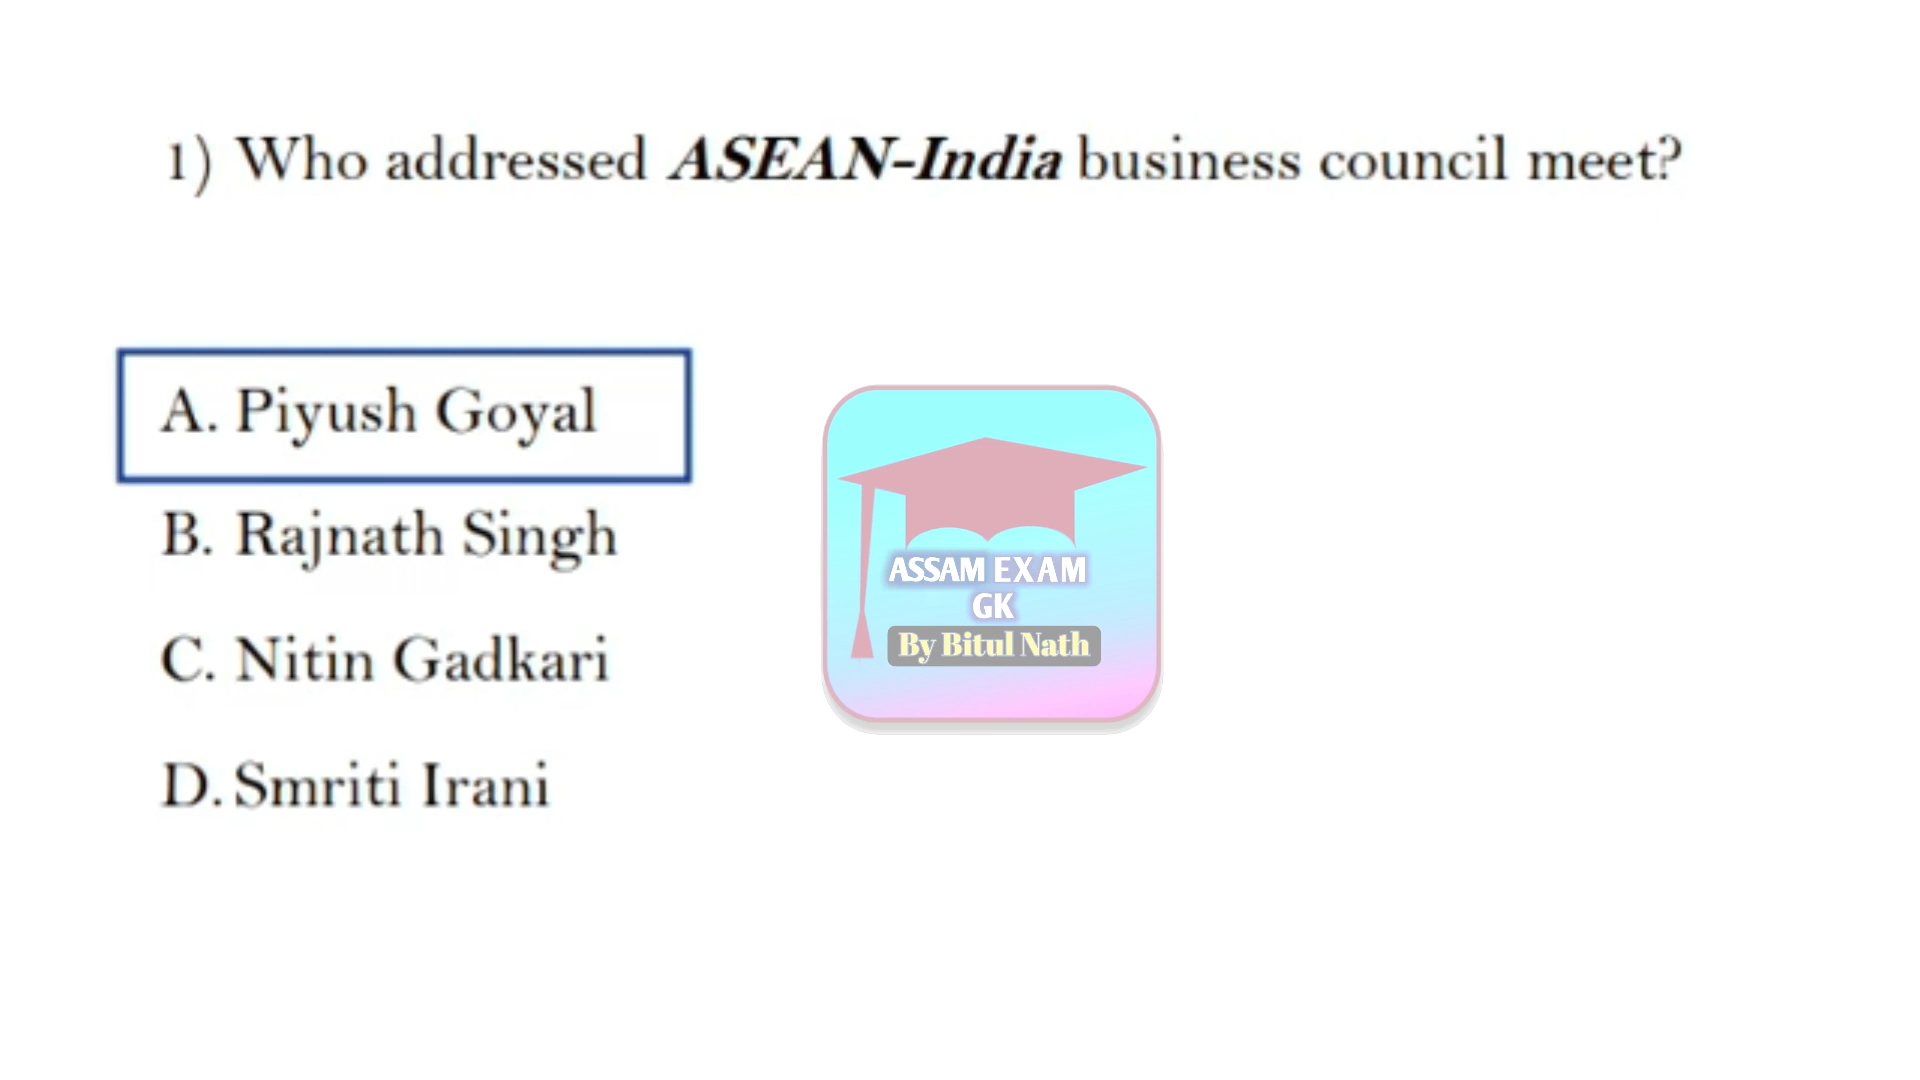 1) Who addressed ASEAN-India business council meet?
A. Piyush Goyal
B. Rajnath Singh
C. Nitin Gadkari
D. Smriti Irani
ASSAM EXAM
GK
By Bitul Nath